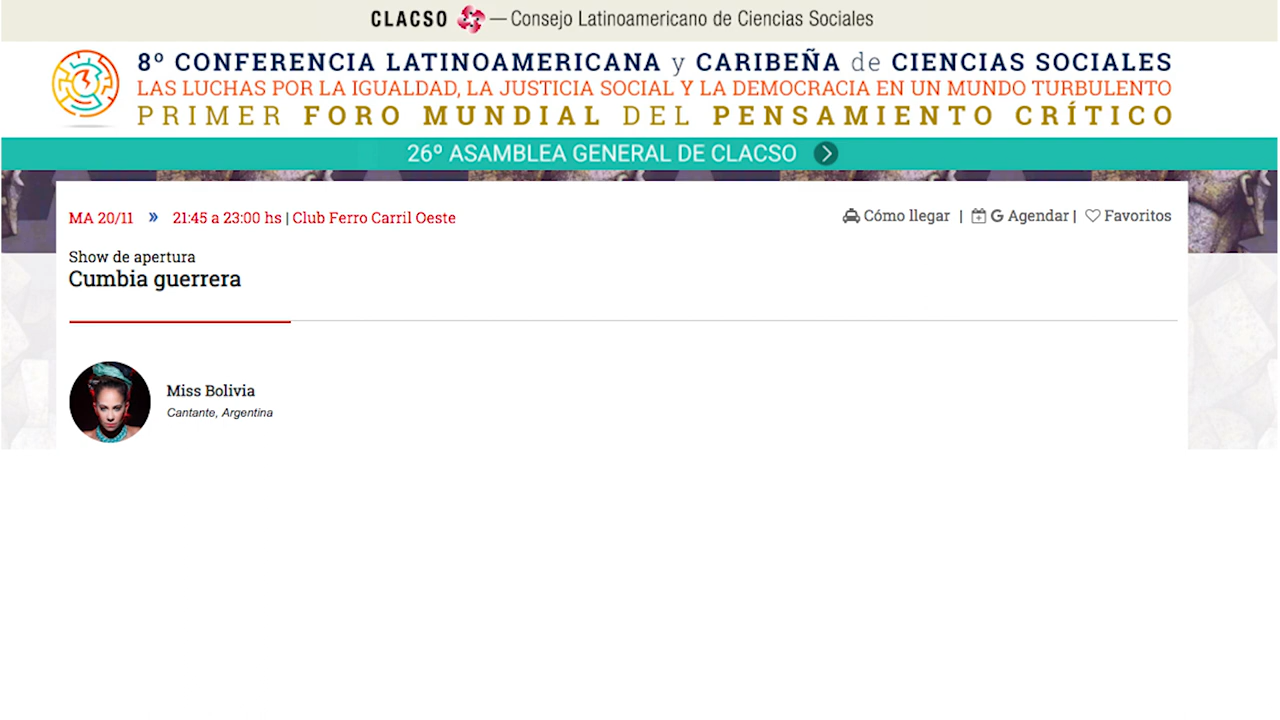 CLACSO — Consejo Latinoamericano de Ciencias Sociales
8º CONFERENCIA LATINOAMERICANA y CARIBEÑA de CIENCIAS SOCIALES
LAS LUCHAS POR LA IGUALDAD, LA JUSTICIA SOCIAL Y LA DEMOCRACIA EN UN MUNDO TURBULENTO
PRIMER FORO MUNDIAL DEL PENSAMIENTO CRÍTICO
26º ASAMBLEA GENERAL DE CLACSO
MA 20/11 » 21:45 a 23:00 hs | Club Ferro Carril Oeste
Cómo llegar | G Agendar | Favoritos
Show de apertura
Cumbia guerrera
Miss Bolivia
Cantante, Argentina